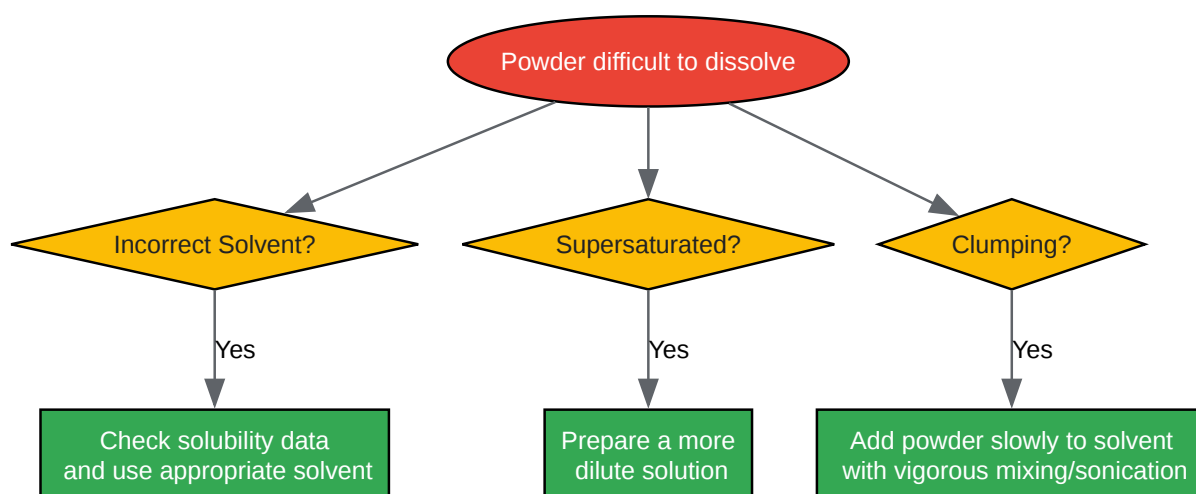 Powder difficult to dissolve
Incorrect Solvent?
Supersaturated?
Clumping?
Yes
Yes
Yes
Check solubility data
and use appropriate solvent
Prepare a more
dilute solution
Add powder slowly to solvent
with vigorous mixing/sonication